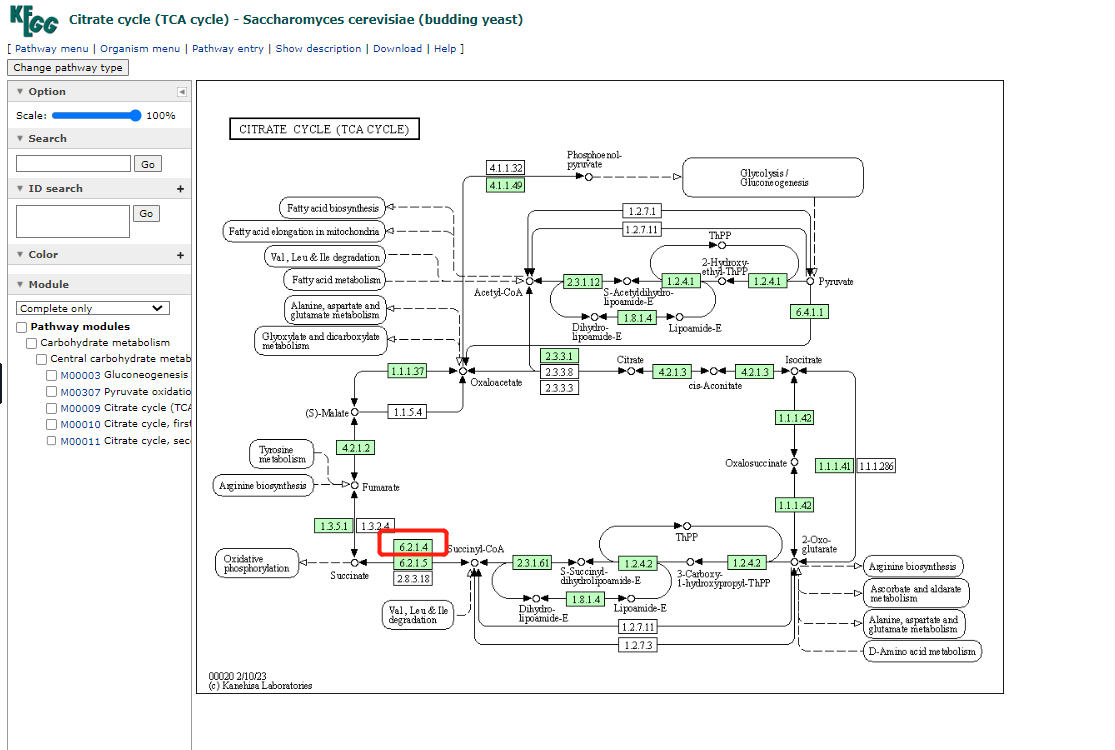 KEGG
Citrate cycle (TCA cycle) - Saccharomyces cerevisiae (budding yeast)
[ Pathway menu | Organism menu | Pathway entry | Show description | Download | Help ]
Change pathway type
Option
Scale: 100%
Search
Go
ID search +
Go
Color +
Module
Complete only
Pathway modules
Carbohydrate metabolism
Central carbohydrate metab
M00003 Gluconeogenesis
M00307 Pyruvate oxidatio
M00009 Citrate cycle (TCA
M00010 Citrate cycle, first
M00011 Citrate cycle, sec
CITRATE CYCLE (TCA CYCLE)
Phosphoenol-
pyruvate
4.1.1.32
4.1.1.49
Glycolysis /
Gluconeogenesis
Fatty acid biosynthesis
Fatty acid elongation in mitochondria
Val, Leu & Ile degradation
Fatty acid metabolism
Alanine, aspartate and
glutamate metabolism
Glyoxylate and dicarboxylate
metabolism
1.2.7.1
1.2.7.11
ThPP
2-Hydroxy-
ethyl-ThPP
Acetyl-CoA
2.3.1.12
S-Acetyldihydro-
lipoamide-E
1.2.4.1
1.2.4.1
Pyruvate
Dihydro-
lipoamide-E
1.8.1.4
Lipoamide-E
6.4.1.1
1.1.1.37
Oxaloacetate
2.3.3.1
2.3.3.8
2.3.3.3
Citrate
4.2.1.3
cis-Aconitate
4.2.1.3
Isocitrate
(S)-Malate
1.1.5.4
1.1.1.42
4.2.1.2
Tyrosine
metabolism
Arginine biosynthesis
Fumarate
Oxalosuccinate
1.1.1.41
1.1.1.286
1.1.1.42
1.3.5.1
1.3.2.4
6.2.1.4
6.2.1.5
2.8.3.18
Succinyl-CoA
Oxidative
phosphorylation
Succinate
2.3.1.61
S-Succinyl-
dihydrolipoamide-E
ThPP
1.2.4.2
3-Carboxy-
1-hydroxypropyl-ThPP
1.2.4.2
2-Oxo-
glutarate
Val, Leu & Ile
degradation
Dihydro-
lipoamide-E
1.8.1.4
Lipoamide-E
1.2.7.11
1.2.7.3
Arginine biosynthesis
Ascorbate and aldarate
metabolism
Alanine, aspartate and
glutamate metabolism
D-Amino acid metabolism
00020 2/10/23
(c) Kanehisa Laboratories